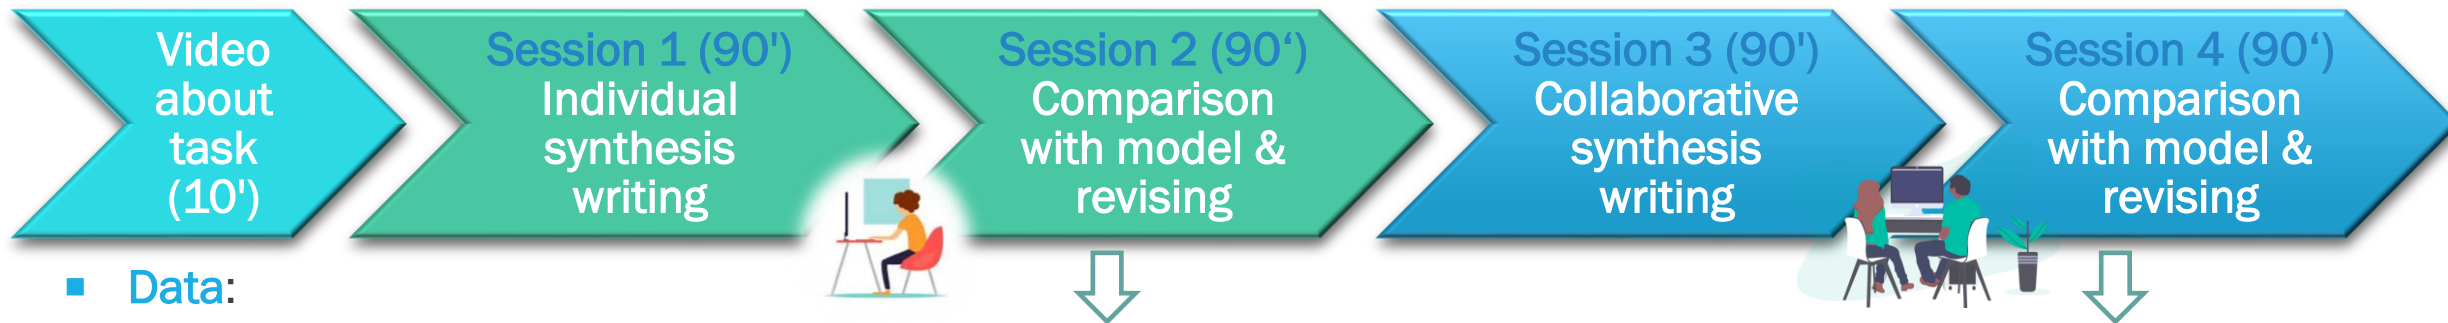 Video
about
task
(10')
Session 1 (90')
Individual
synthesis
writing
Session 2 (90‘)
Comparison
with model &
revising
Session 3 (90')
Collaborative
synthesis
writing
Session 4 (90‘)
Comparison
with model &
revising
▪ Data: